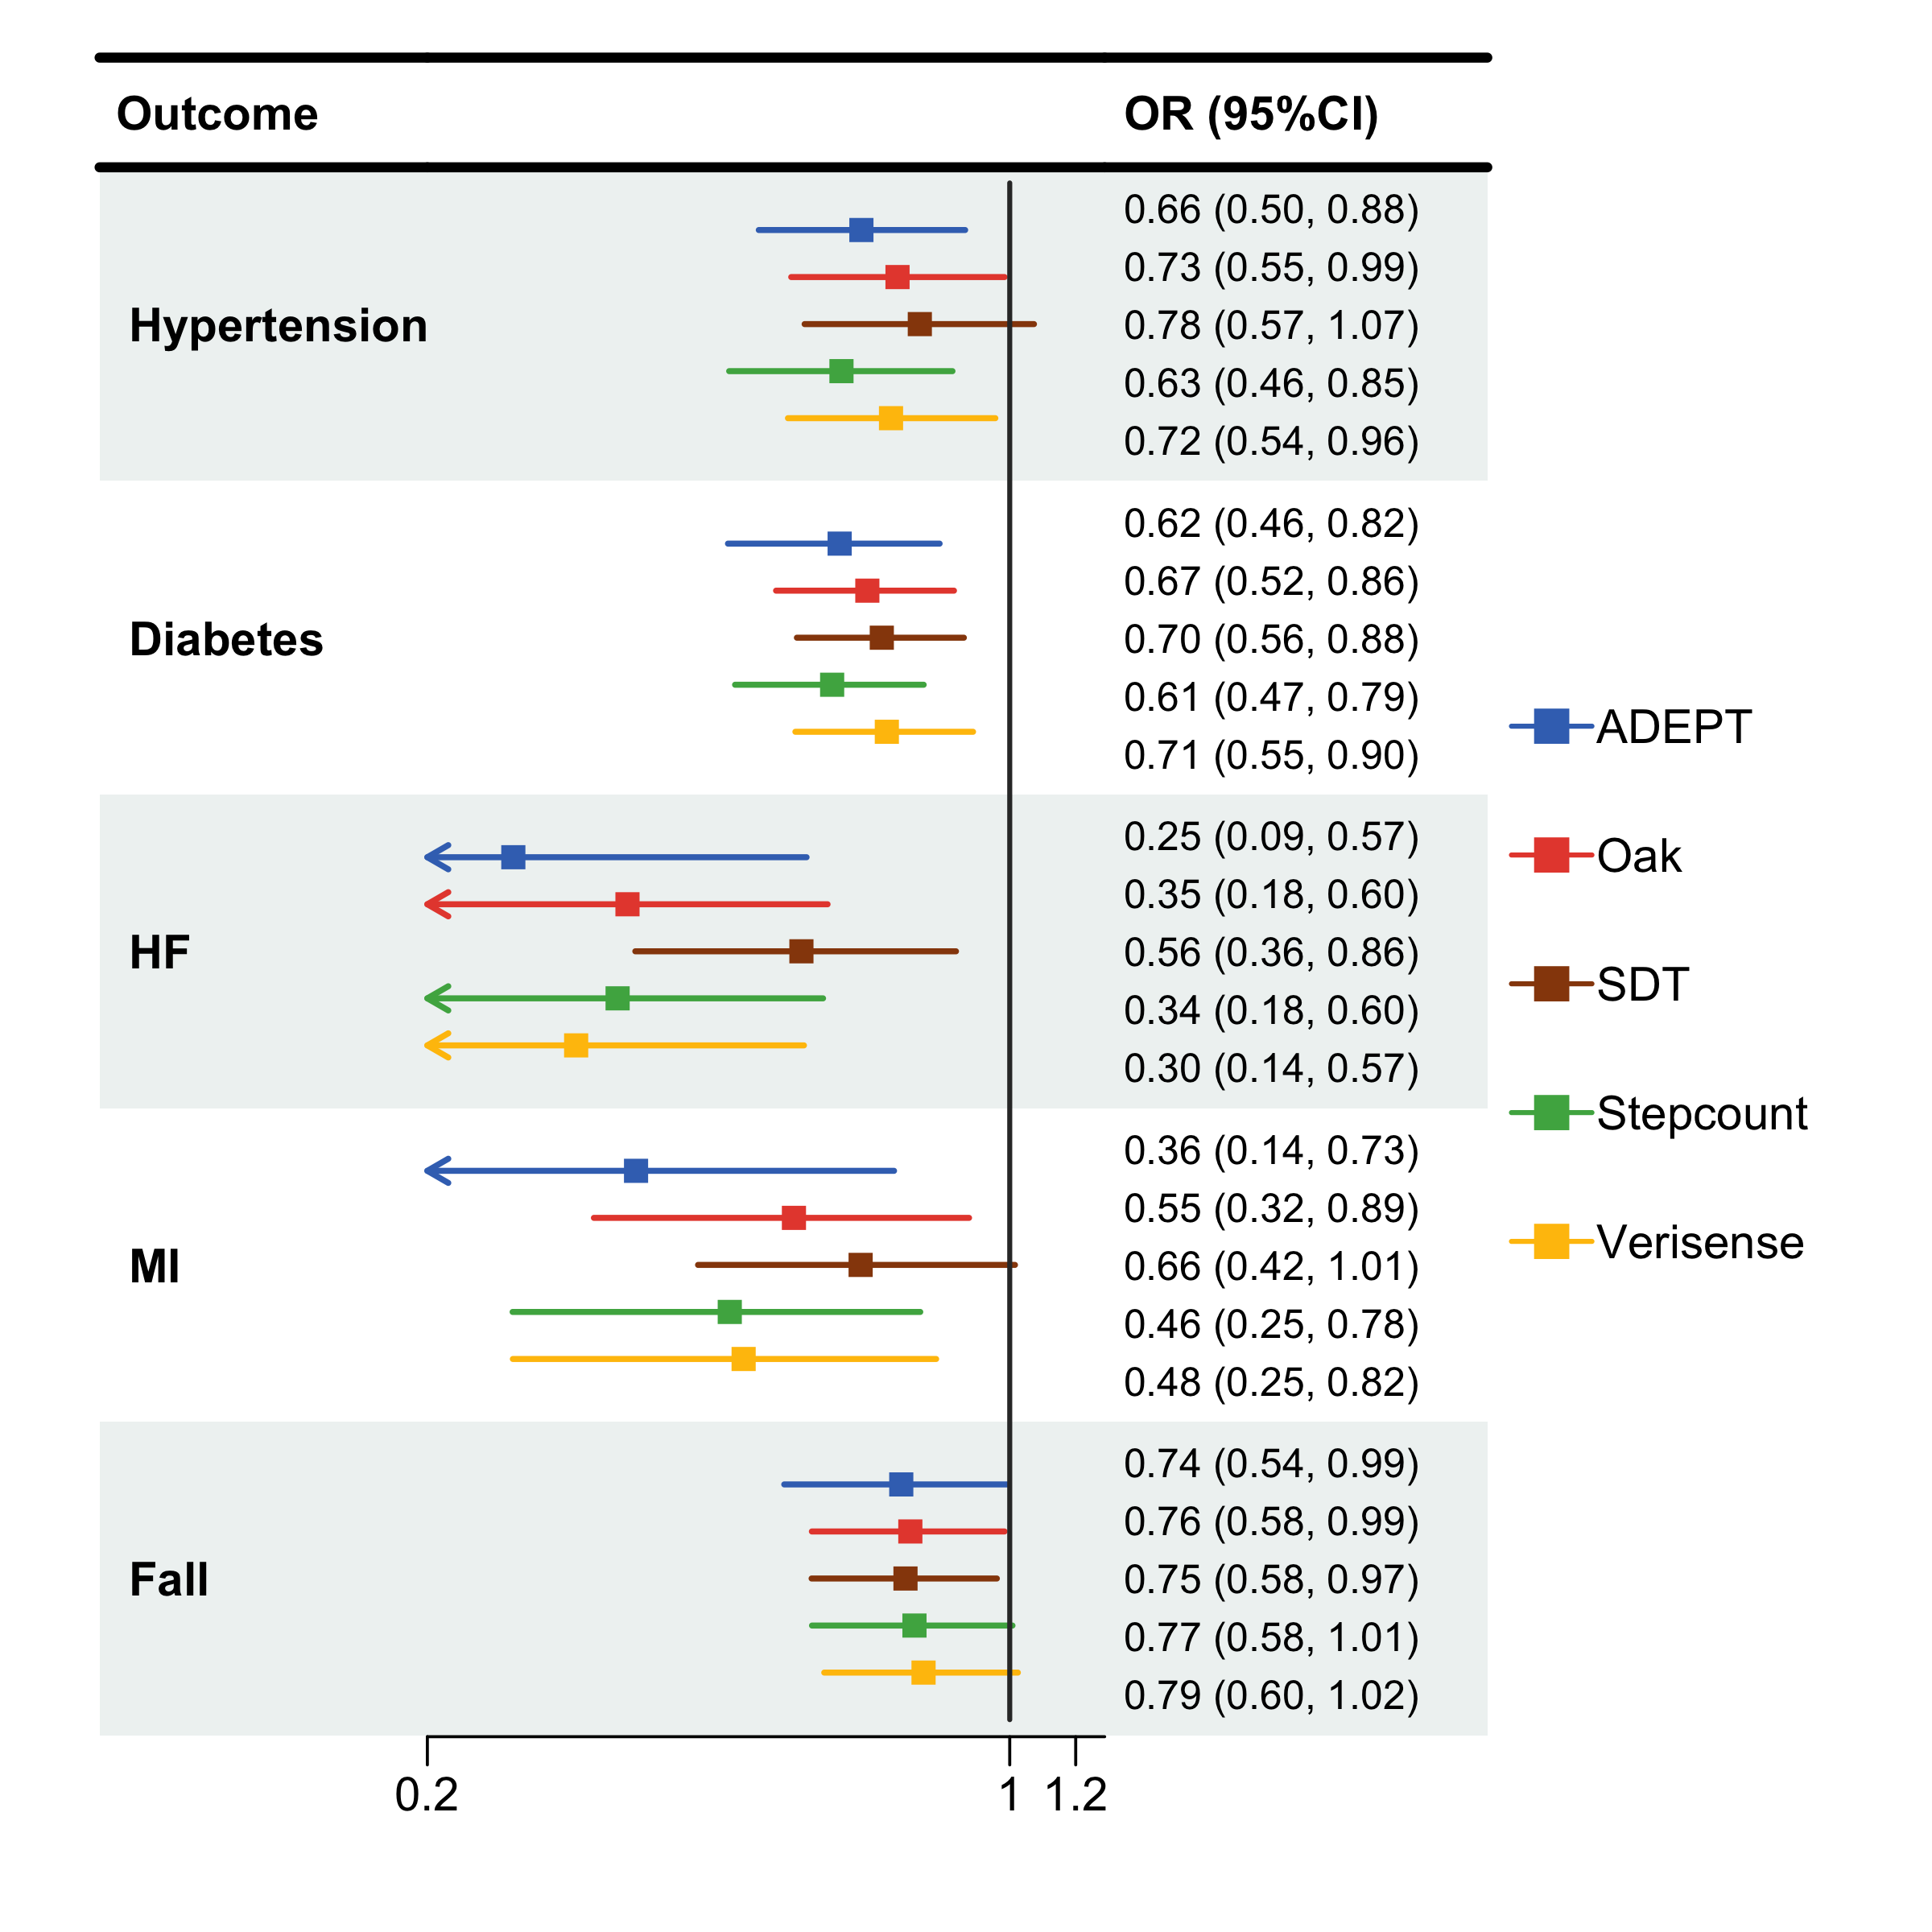 Outcome OR (95%CI)
Hypertension
0.66 (0.50, 0.88)
0.73 (0.55, 0.99)
0.78 (0.57, 1.07)
0.63 (0.46, 0.85)
0.72 (0.54, 0.96)
Diabetes
0.62 (0.46, 0.82)
0.67 (0.52, 0.86)
0.70 (0.56, 0.88)
0.61 (0.47, 0.79)
0.71 (0.55, 0.90)
HF
0.25 (0.09, 0.57)
0.35 (0.18, 0.60)
0.56 (0.36, 0.86)
0.34 (0.18, 0.60)
0.30 (0.14, 0.57)
MI
0.36 (0.14, 0.73)
0.55 (0.32, 0.89)
0.66 (0.42, 1.01)
0.46 (0.25, 0.78)
0.48 (0.25, 0.82)
Fall
0.74 (0.54, 0.99)
0.76 (0.58, 0.99)
0.75 (0.58, 0.97)
0.77 (0.58, 1.01)
0.79 (0.60, 1.02)
0.2 1 1.2
ADEPT
Oak
SDT
Stepcount
Verisense